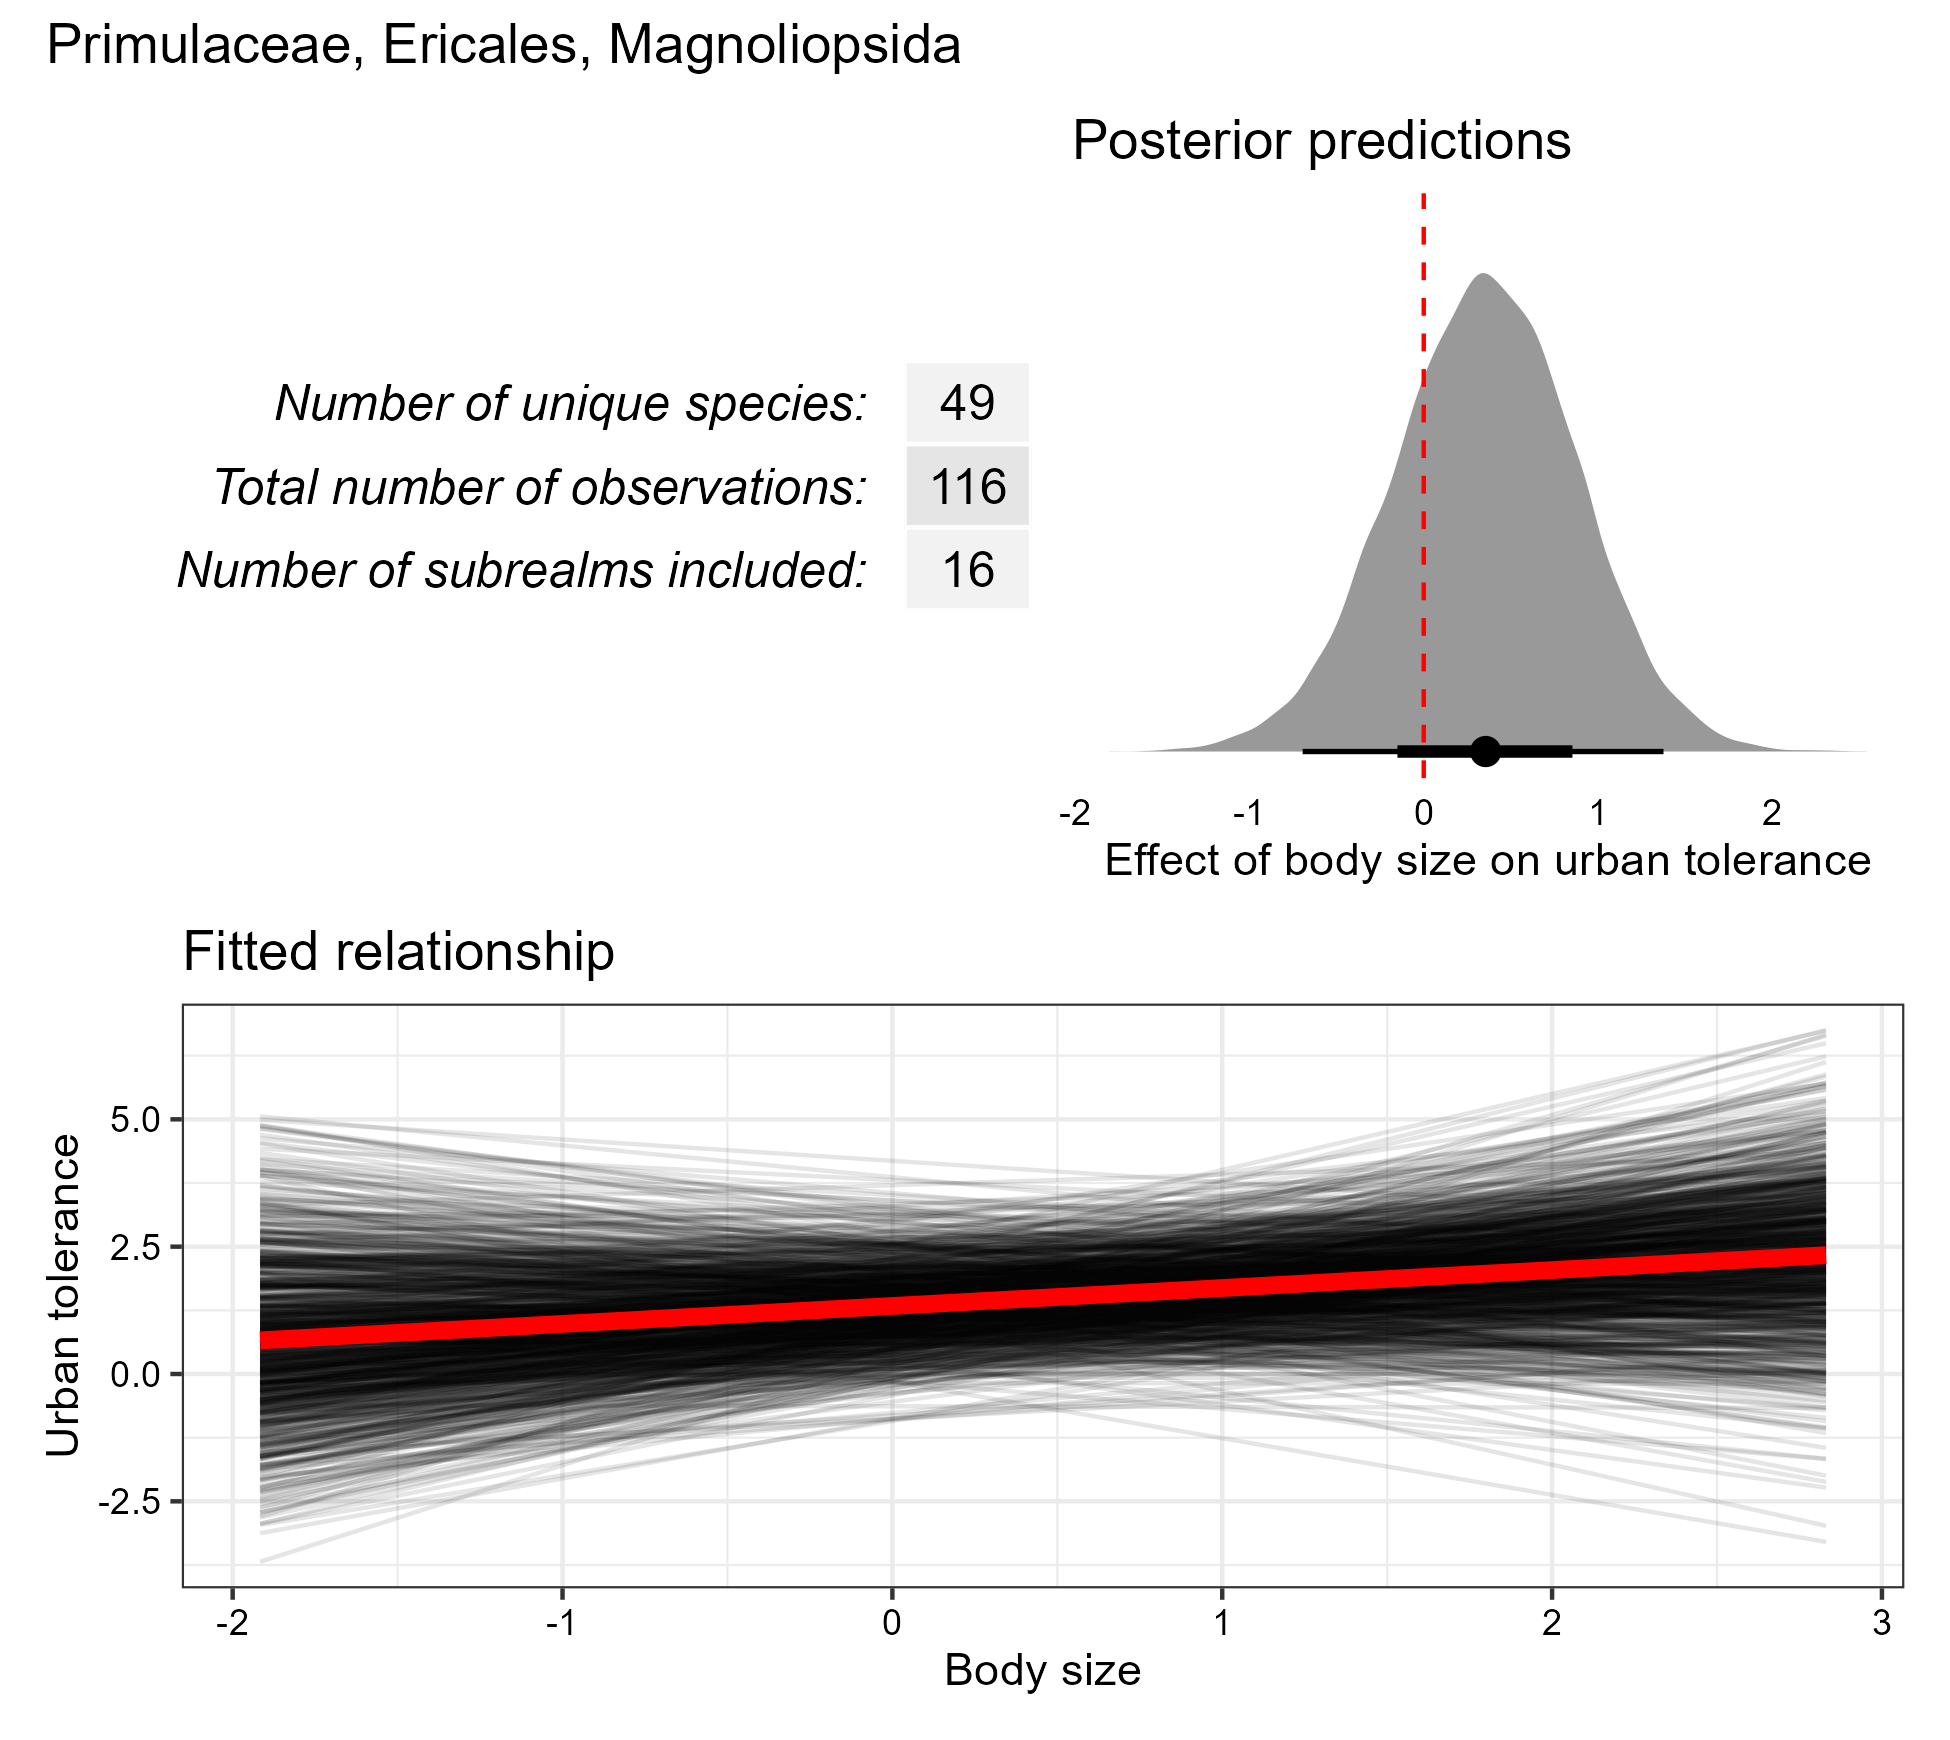 Primulaceae, Ericales, Magnoliopsida
Posterior predictions
Number of unique species: 49
Total number of observations: 116
Number of subrealms included: 16
-2 -1 0 1 2
Effect of body size on urban tolerance
Fitted relationship
Urban tolerance
5.0
2.5
0.0
-2.5
-2 -1 0 1 2 3
Body size